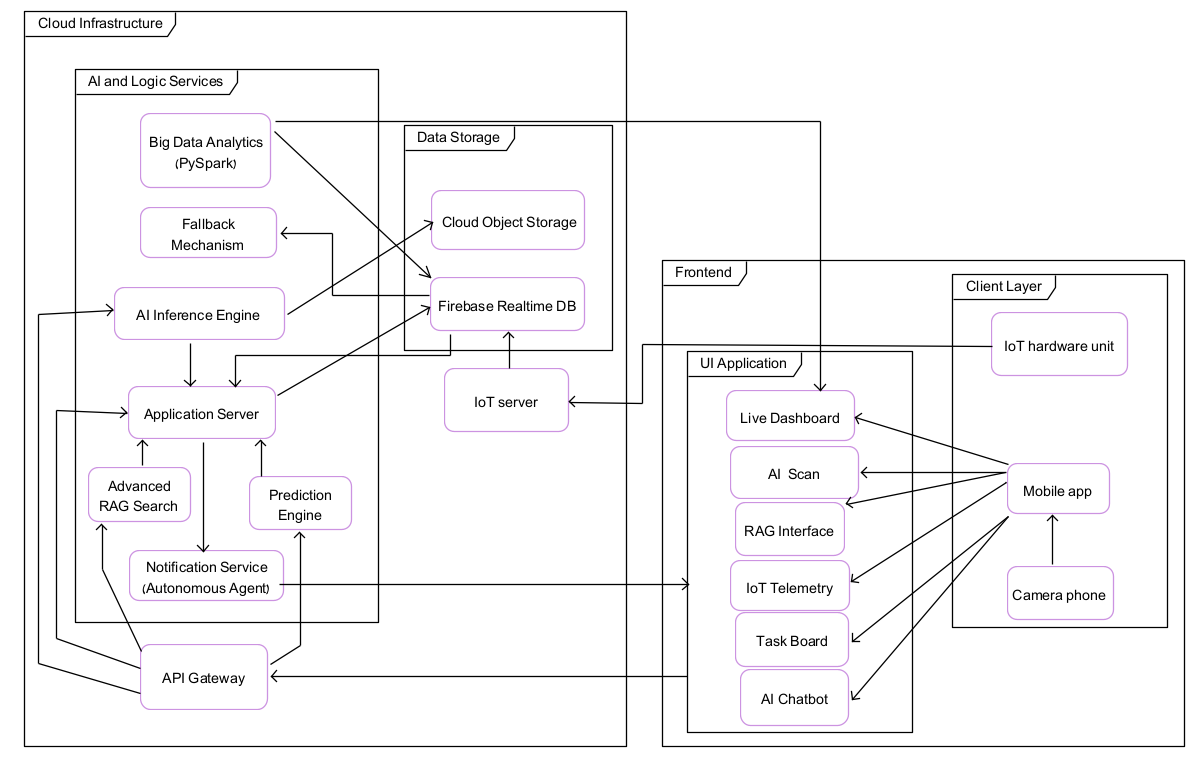 Cloud Infrastructure
AI and Logic Services
Big Data Analytics
(PySpark)
Fallback
Mechanism
AI Inference Engine
Application Server
Advanced
RAG Search
Prediction
Engine
Notification Service
(Autonomous Agent)
API Gateway
Data Storage
Cloud Object Storage
Firebase Realtime DB
IoT server
Frontend
UI Application
Live Dashboard
AI  Scan
RAG Interface
IoT Telemetry
Task Board
AI Chatbot
Client Layer
IoT hardware unit
Mobile app
Camera phone